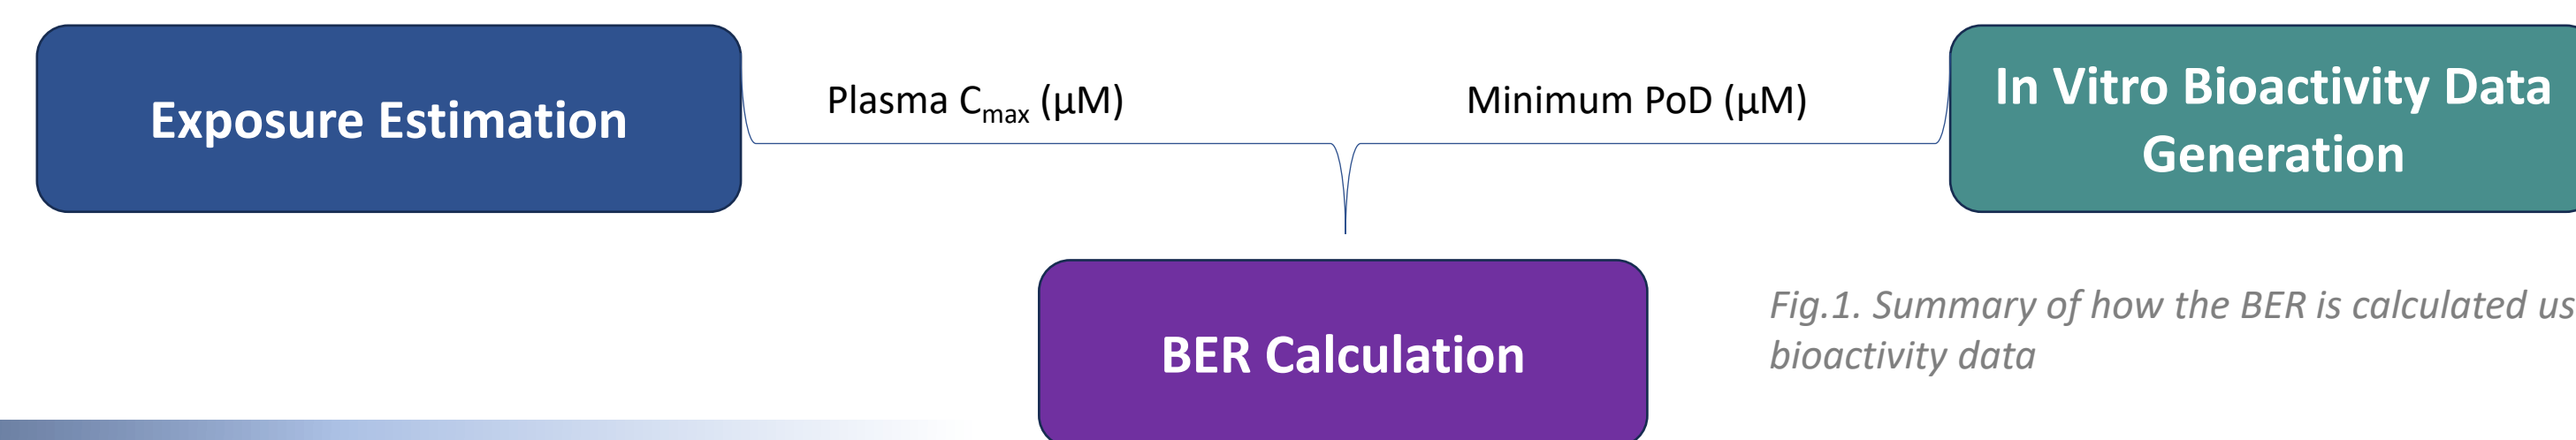 Exposure Estimation
Plasma Cmax (µM)
Minimum PoD (µM)
In Vitro Bioactivity Data
Generation
BER Calculation
Fig.1. Summary of how the BER is calculated us
bioactivity data